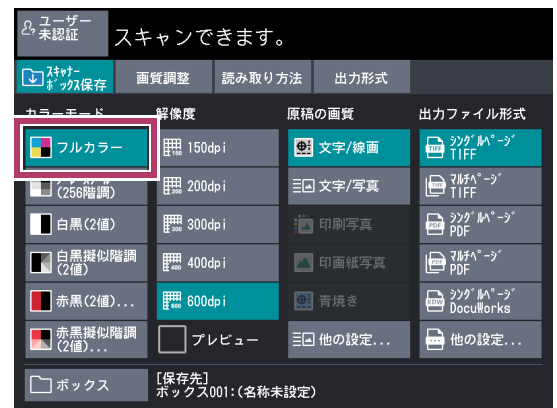 ユーザー
未認証
スキャンできます。
スキャナー
ボックス保存
画質調整
読み取り方法
出力形式
カラーモード
解像度
原稿の画質
出力ファイル形式
フルカラー
150dpi
文字/線画
シングルページ
TIFF
(256階調)
200dpi
文字/写真
マルチページ
TIFF
白黒(2値)
300dpi
印刷写真
シングルページ
PDF
白黒擬似階調
(2値)
400dpi
印画紙写真
マルチページ
PDF
赤黒(2値)...
600dpi
青焼き
シングルページ
DocuWorks
赤黒擬似階調
(2値)...
プレビュー
他の設定...
他の設定...
ボックス
[保存先]
ボックス001:(名称未設定)